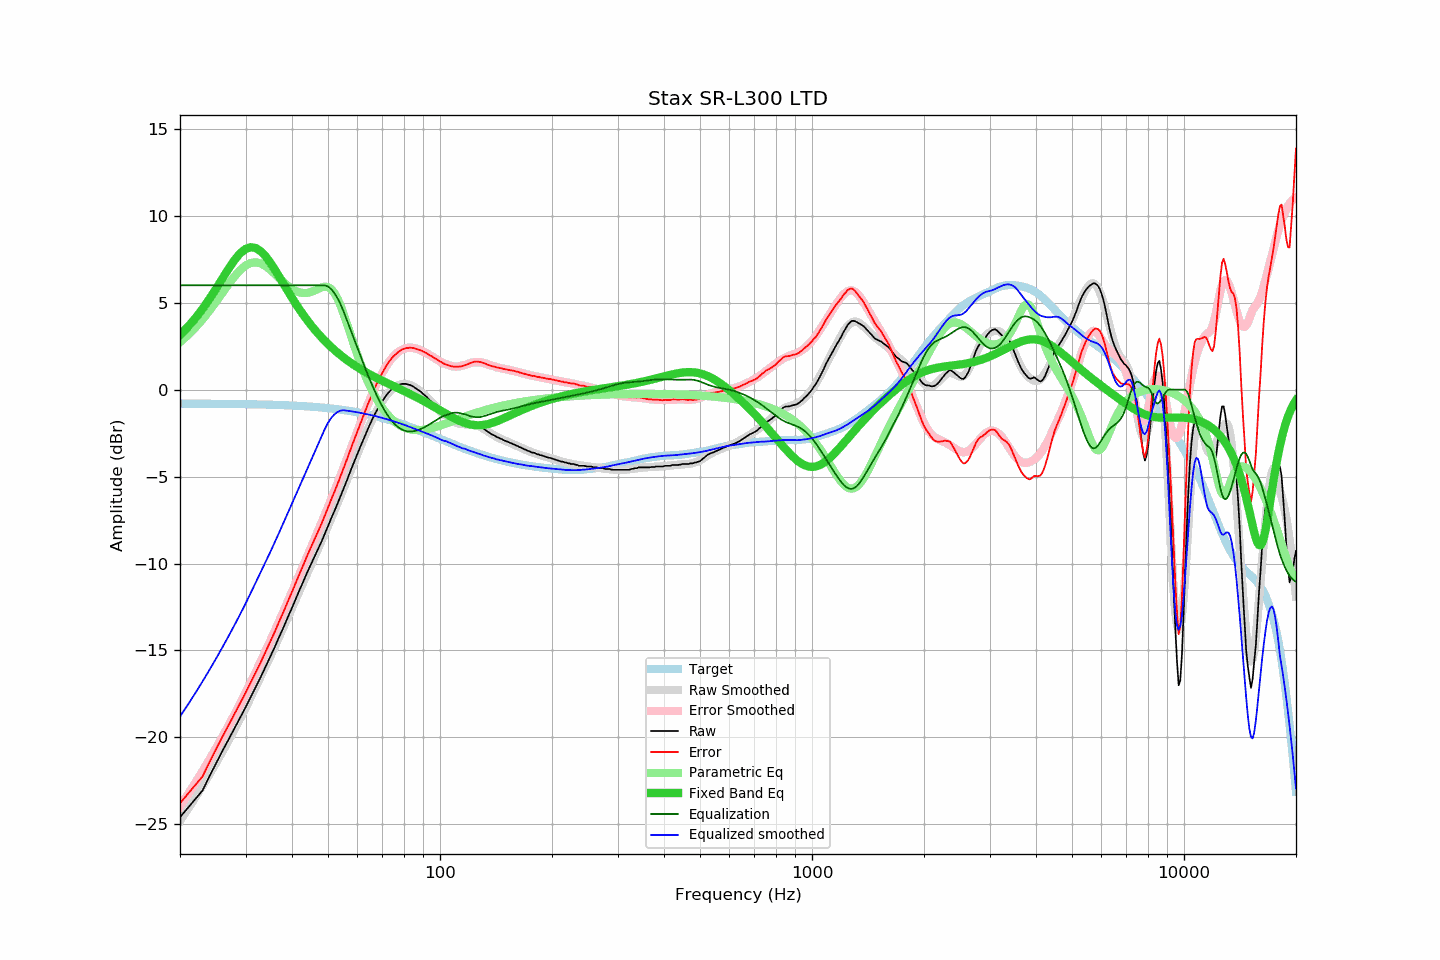 Stax SR-L300 LTD
15
10
5
0
−5
−10
−15
−20
−25
Amplitude (dBr)
100
1000
10000
Frequency (Hz)
Target
Raw Smoothed
Error Smoothed
Raw
Error
Parametric Eq
Fixed Band Eq
Equalization
Equalized smoothed